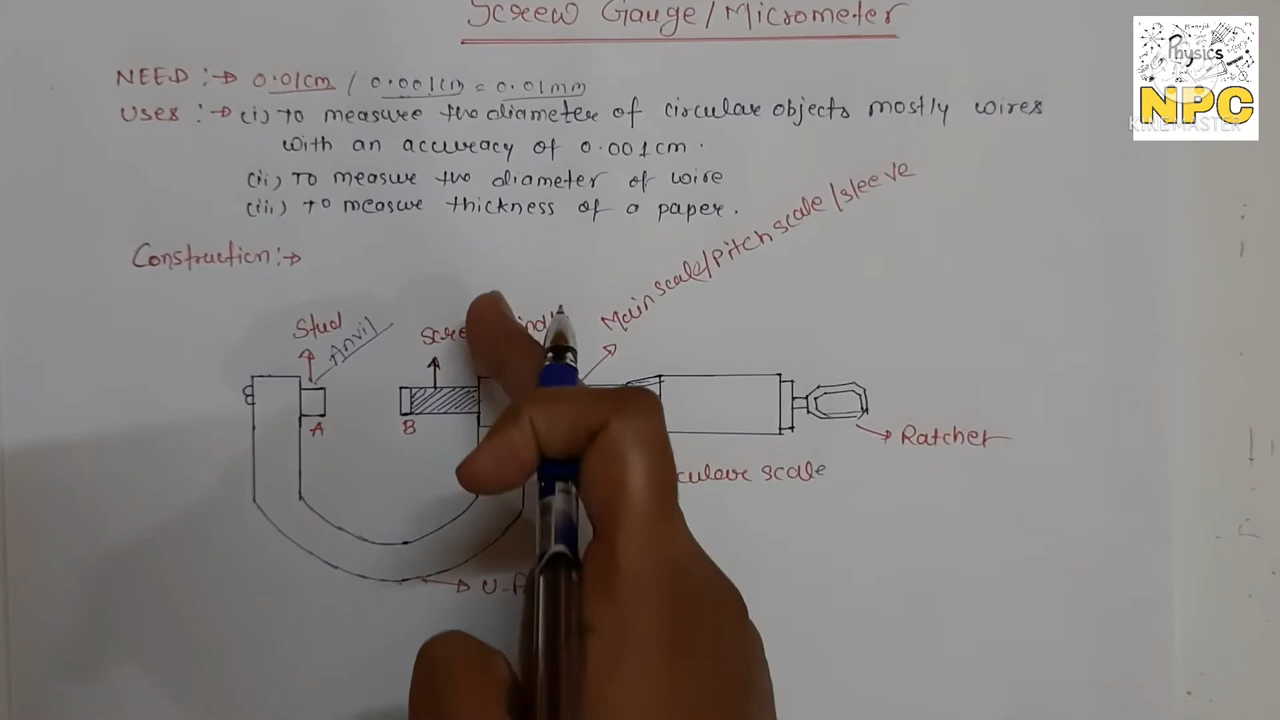 Screw Gauge/Micrometer
Physics
NPC
KINEMASTER
NEED :→ 0.01cm / 0.001cm = 0.01mm
Uses :→ (i) To measure the diameter of circular objects mostly wires
with an accuracy of 0.001cm.
(ii) To measure the diameter of wire
(iii) To measure thickness of a paper.
Construction :→
Main scale/Pitch scale/sleeve
Stud
Anvil
A
B
Ratchet
scale